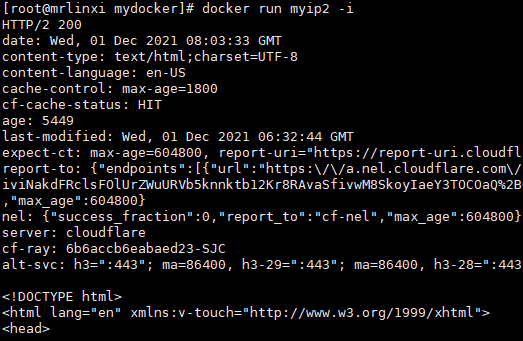 [root@mrlinxi mydocker]# docker run myip2 -i
HTTP/2 200
date: Wed, 01 Dec 2021 08:03:33 GMT
content-type: text/html;charset=UTF-8
content-language: en-US
cache-control: max-age=1800
cf-cache-status: HIT
age: 5449
last-modified: Wed, 01 Dec 2021 06:32:44 GMT
expect-ct: max-age=604800, report-uri="https://report-uri.cloudfl
report-to: {"endpoints":[{"url":"https:\/\/a.nel.cloudflare.com\/
iviNakdFRclsFOlUrZWuURVb5knnktb12Kr8RAvaSfivwM8SkoyIaeY3TOCOaQ%2B
,"max_age":604800}
nel: {"success_fraction":0,"report_to":"cf-nel","max_age":604800}
server: cloudflare
cf-ray: 6b6accb6eabaed23-SJC
alt-svc: h3=":443"; ma=86400, h3-29=":443"; ma=86400, h3-28=":443
<!DOCTYPE html>
<html lang="en" xmlns:v-touch="http://www.w3.org/1999/xhtml">
<head>